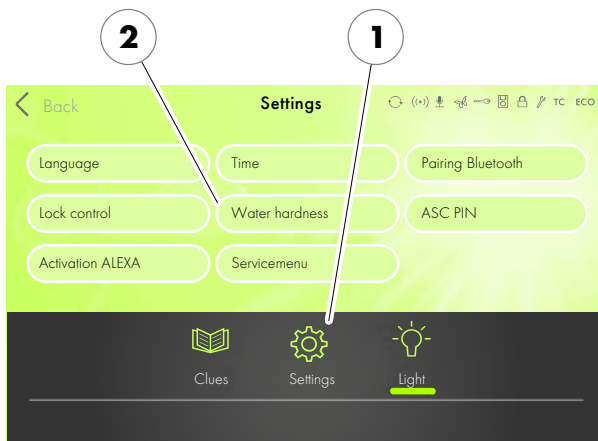 2 1
Back Settings TC ECO
Language Time Pairing Bluetooth
Lock control Water hardness ASC PIN
Activation ALEXA Servicemenu
Clues Settings Light